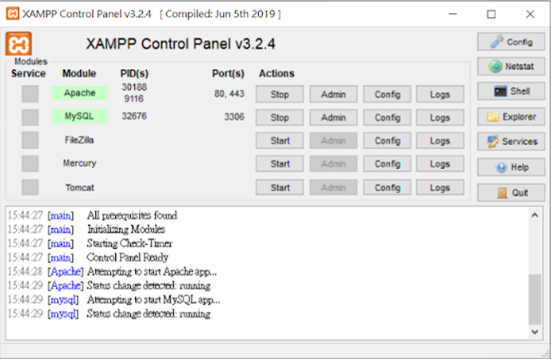 XAMPP Control Panel v3.2.4 [ Compiled: Jun 5th 2019 ]
XAMPP Control Panel v3.2.4
Config
Modules
Service Module PID(s) Port(s) Actions
Netstat
Apache 30188 9116 80, 443 Stop Admin Config Logs
Shell
MySQL 32676 3306 Stop Admin Config Logs
Explorer
FileZilla Start Admin Config Logs
Services
Mercury Start Admin Config Logs
Help
Tomcat Start Admin Config Logs
Quit
15:44:27 [main] All prerequisites found
15:44:27 [main] Initializing Modules
15:44:27 [main] Starting Check-Timer
15:44:27 [main] Control Panel Ready
15:44:28 [Apache] Attempting to start Apache app...
15:44:29 [Apache] Status change detected: running
15:44:29 [mysql] Attempting to start MySQL app...
15:44:29 [mysql] Status change detected: running